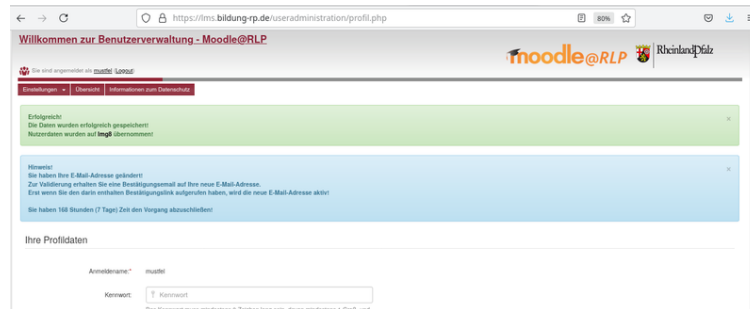 https://lms.bildung-rp.de/useradministration/profil.php
80%
Willkommen zur Benutzerverwaltung - Moodle@RLP
moodle@RLP
RheinlandPfalz
Sie sind angemeldet als mustfel (Logout)
Einstellungen
Übersicht
Informationen zum Datenschutz
Erfolgreich!
Die Daten wurden erfolgreich gespeichert!
Nutzerdaten wurden auf lmg8 übernommen!
Hinweis!
Sie haben Ihre E-Mail-Adresse geändert!
Zur Validierung erhalten Sie eine Bestätigungsemail auf Ihre neue E-Mail-Adresse.
Erst wenn Sie den darin enthalten Bestätigungslink aufgerufen haben, wird die neue E-Mail-Adresse aktiv!
Sie haben 168 Stunden (7 Tage) Zeit den Vorgang abzuschließen!
Ihre Profildaten
Anmeldename:* mustfel
Kennwort: Kennwort